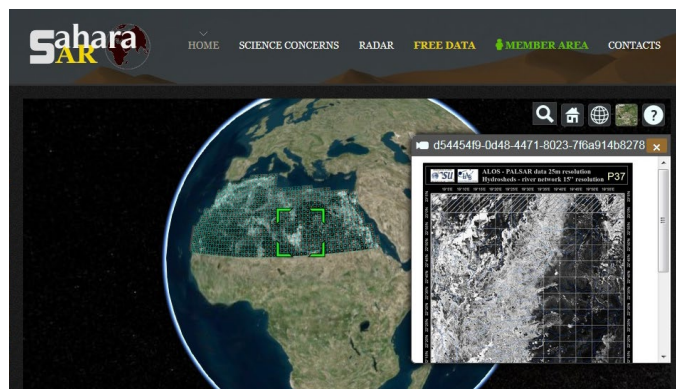 Sahara
SAR
HOME SCIENCE CONCERNS RADAR FREE DATA MEMBER AREA CONTACTS
?
d54454f9-0d48-4471-8023-7f6a914b8278 ×
ALOS - PALSAR data 25m resolution
Hydrosheds - river network 15" resolution P37